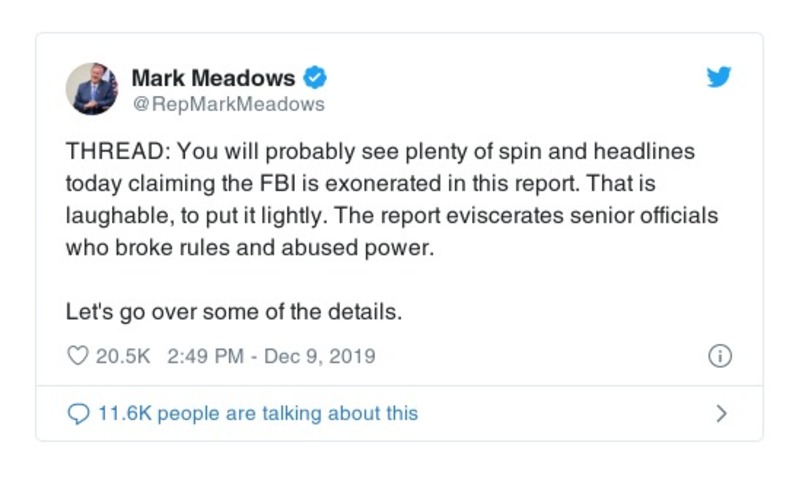 Mark Meadows
@RepMarkMeadows
THREAD: You will probably see plenty of spin and headlines
today claiming the FBI is exonerated in this report. That is
laughable, to put it lightly. The report eviscerates senior officials
who broke rules and abused power.
Let's go over some of the details.
20.5K 2:49 PM - Dec 9, 2019
11.6K people are talking about this